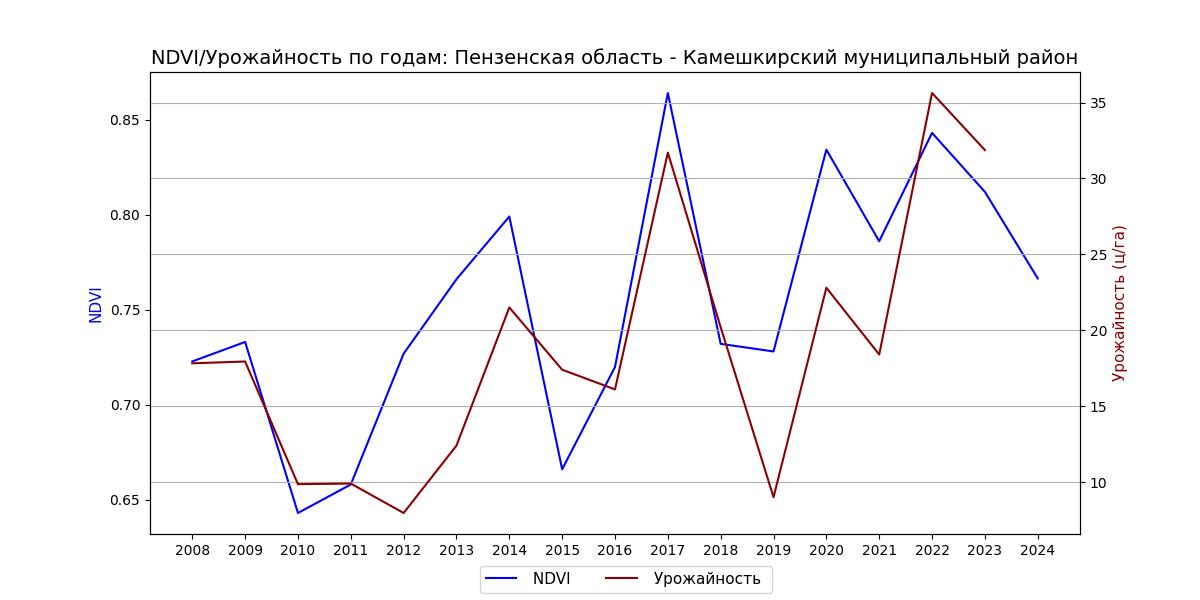 NDVI/Урожайность по годам: Пензенская область - Камешкирский муниципальный район
0.85
0.80
0.75
0.70
0.65
NDVI
35
30
25
20
15
10
Урожайность (ц/га)
2008 2009 2010 2011 2012 2013 2014 2015 2016 2017 2018 2019 2020 2021 2022 2023 2024
NDVI Урожайность